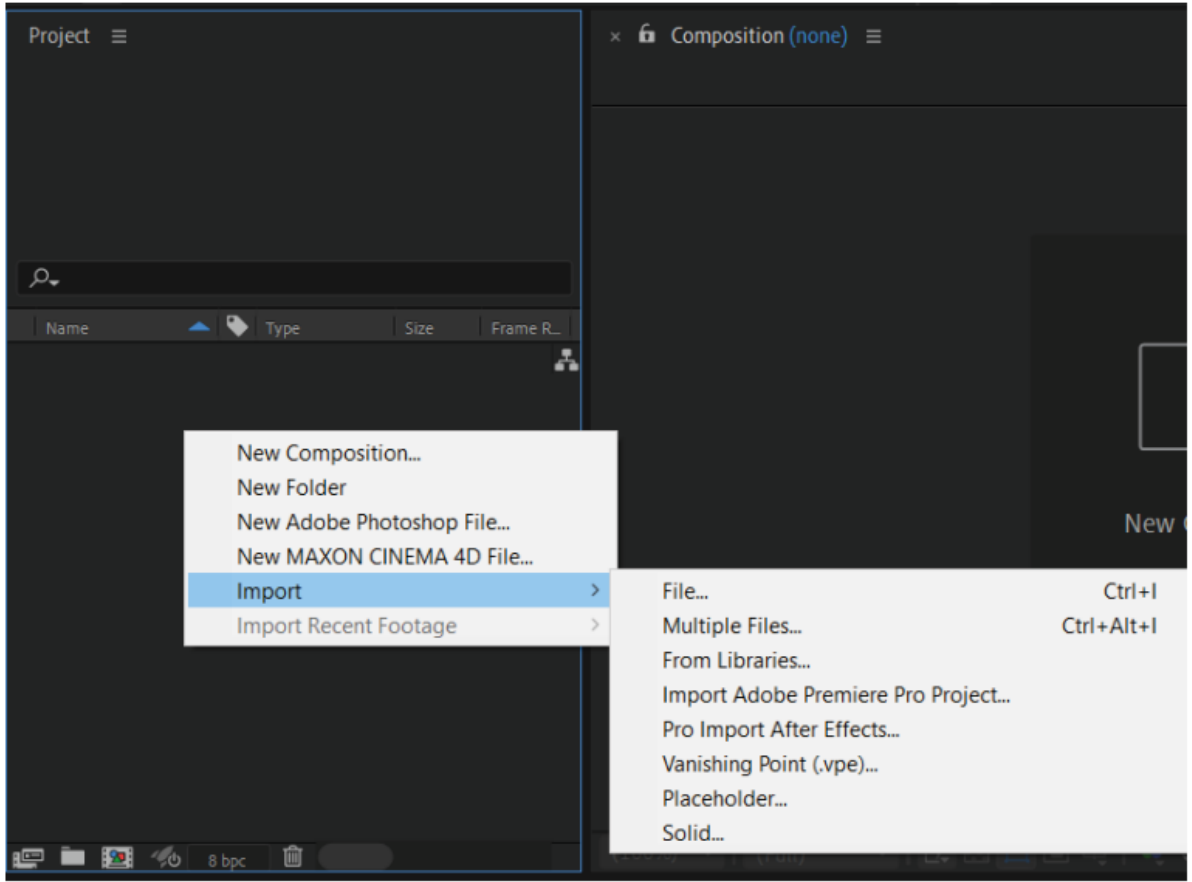 Project
Composition (none)
Name Type Size Frame R...
New Composition...
New Folder
New Adobe Photoshop File...
New MAXON CINEMA 4D File...
Import
Import Recent Footage
New
File... Ctrl+I
Multiple Files... Ctrl+Alt+I
From Libraries...
Import Adobe Premiere Pro Project...
Pro Import After Effects...
Vanishing Point (.vpe)...
Placeholder...
Solid...
8 bpc